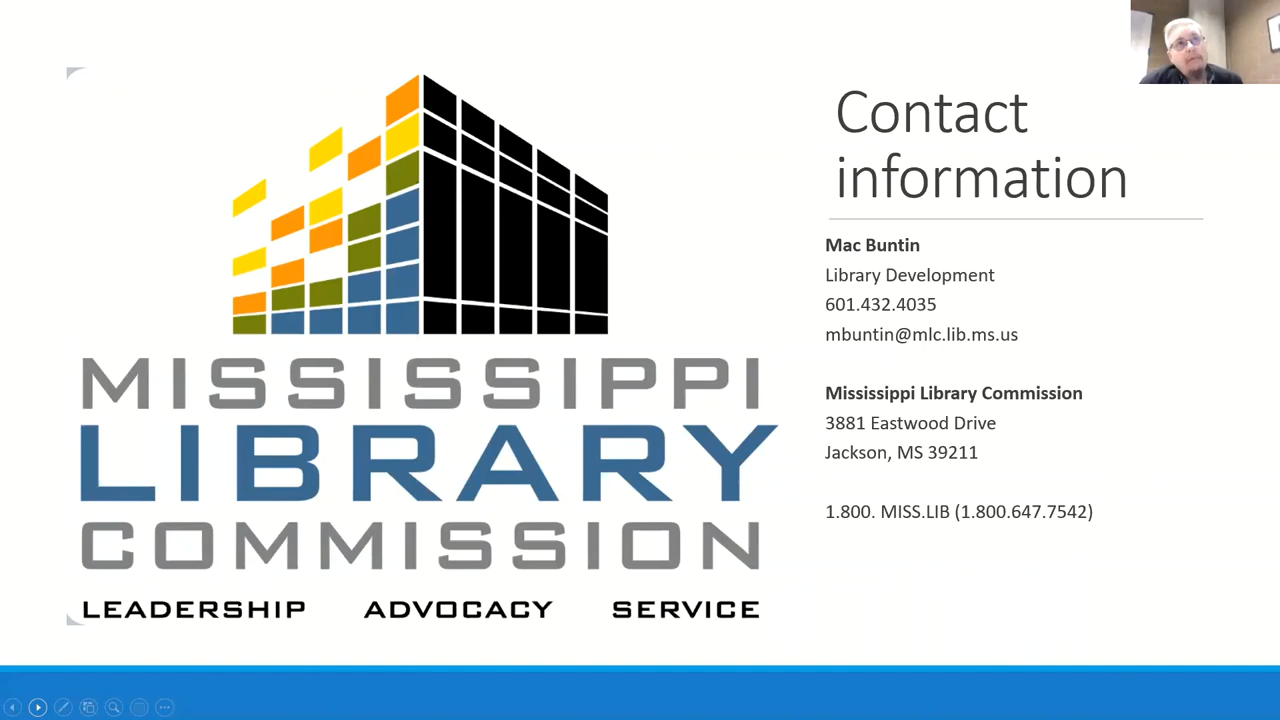 Contact
information
Mac Buntin
Library Development
601.432.4035
mbuntin@mlc.lib.ms.us
Mississippi Library Commission
3881 Eastwood Drive
Jackson, MS 39211
1.800. MISS.LIB (1.800.647.7542)
MISSISSIPPI
LIBRARY
COMMISSION
LEADERSHIP ADVOCACY SERVICE